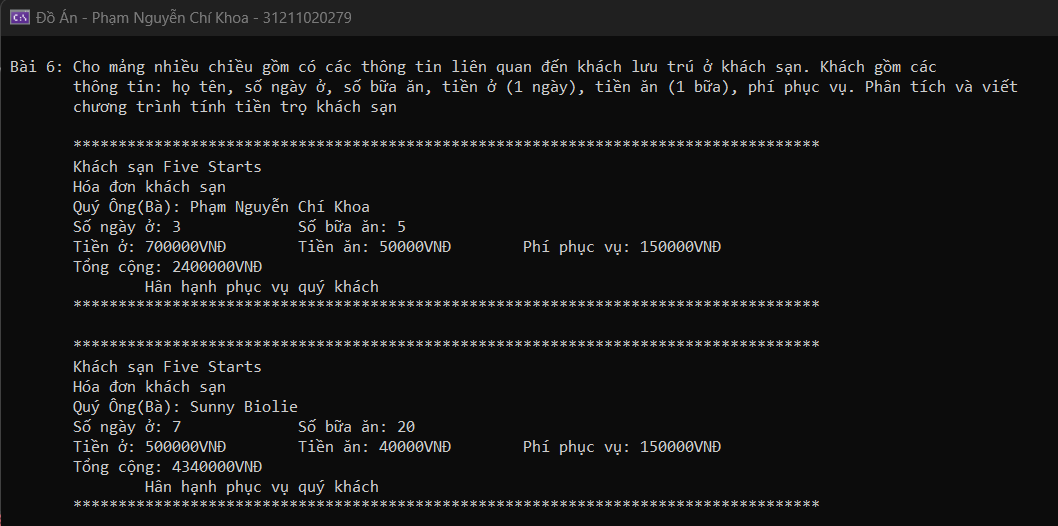 Đồ Án - Phạm Nguyễn Chí Khoa - 31211020279
Bài 6: Cho mảng nhiều chiều gồm có các thông tin liên quan đến khách lưu trú ở khách sạn. Khách gồm các
thông tin: họ tên, số ngày ở, số bữa ăn, tiền ở (1 ngày), tiền ăn (1 bữa), phí phục vụ. Phân tích và viết
chương trình tính tiền trọ khách sạn
***********************************************************************************
Khách sạn Five Starts
Hóa đơn khách sạn
Quý Ông(Bà): Phạm Nguyễn Chí Khoa
Số ngày ở: 3 Số bữa ăn: 5
Tiền ở: 700000VNĐ Tiền ăn: 50000VNĐ Phí phục vụ: 150000VNĐ
Tổng cộng: 2400000VNĐ
Hân hạnh phục vụ quý khách
***********************************************************************************
***********************************************************************************
Khách sạn Five Starts
Hóa đơn khách sạn
Quý Ông(Bà): Sunny Biolie
Số ngày ở: 7 Số bữa ăn: 20
Tiền ở: 500000VNĐ Tiền ăn: 40000VNĐ Phí phục vụ: 150000VNĐ
Tổng cộng: 4340000VNĐ
Hân hạnh phục vụ quý khách
***********************************************************************************